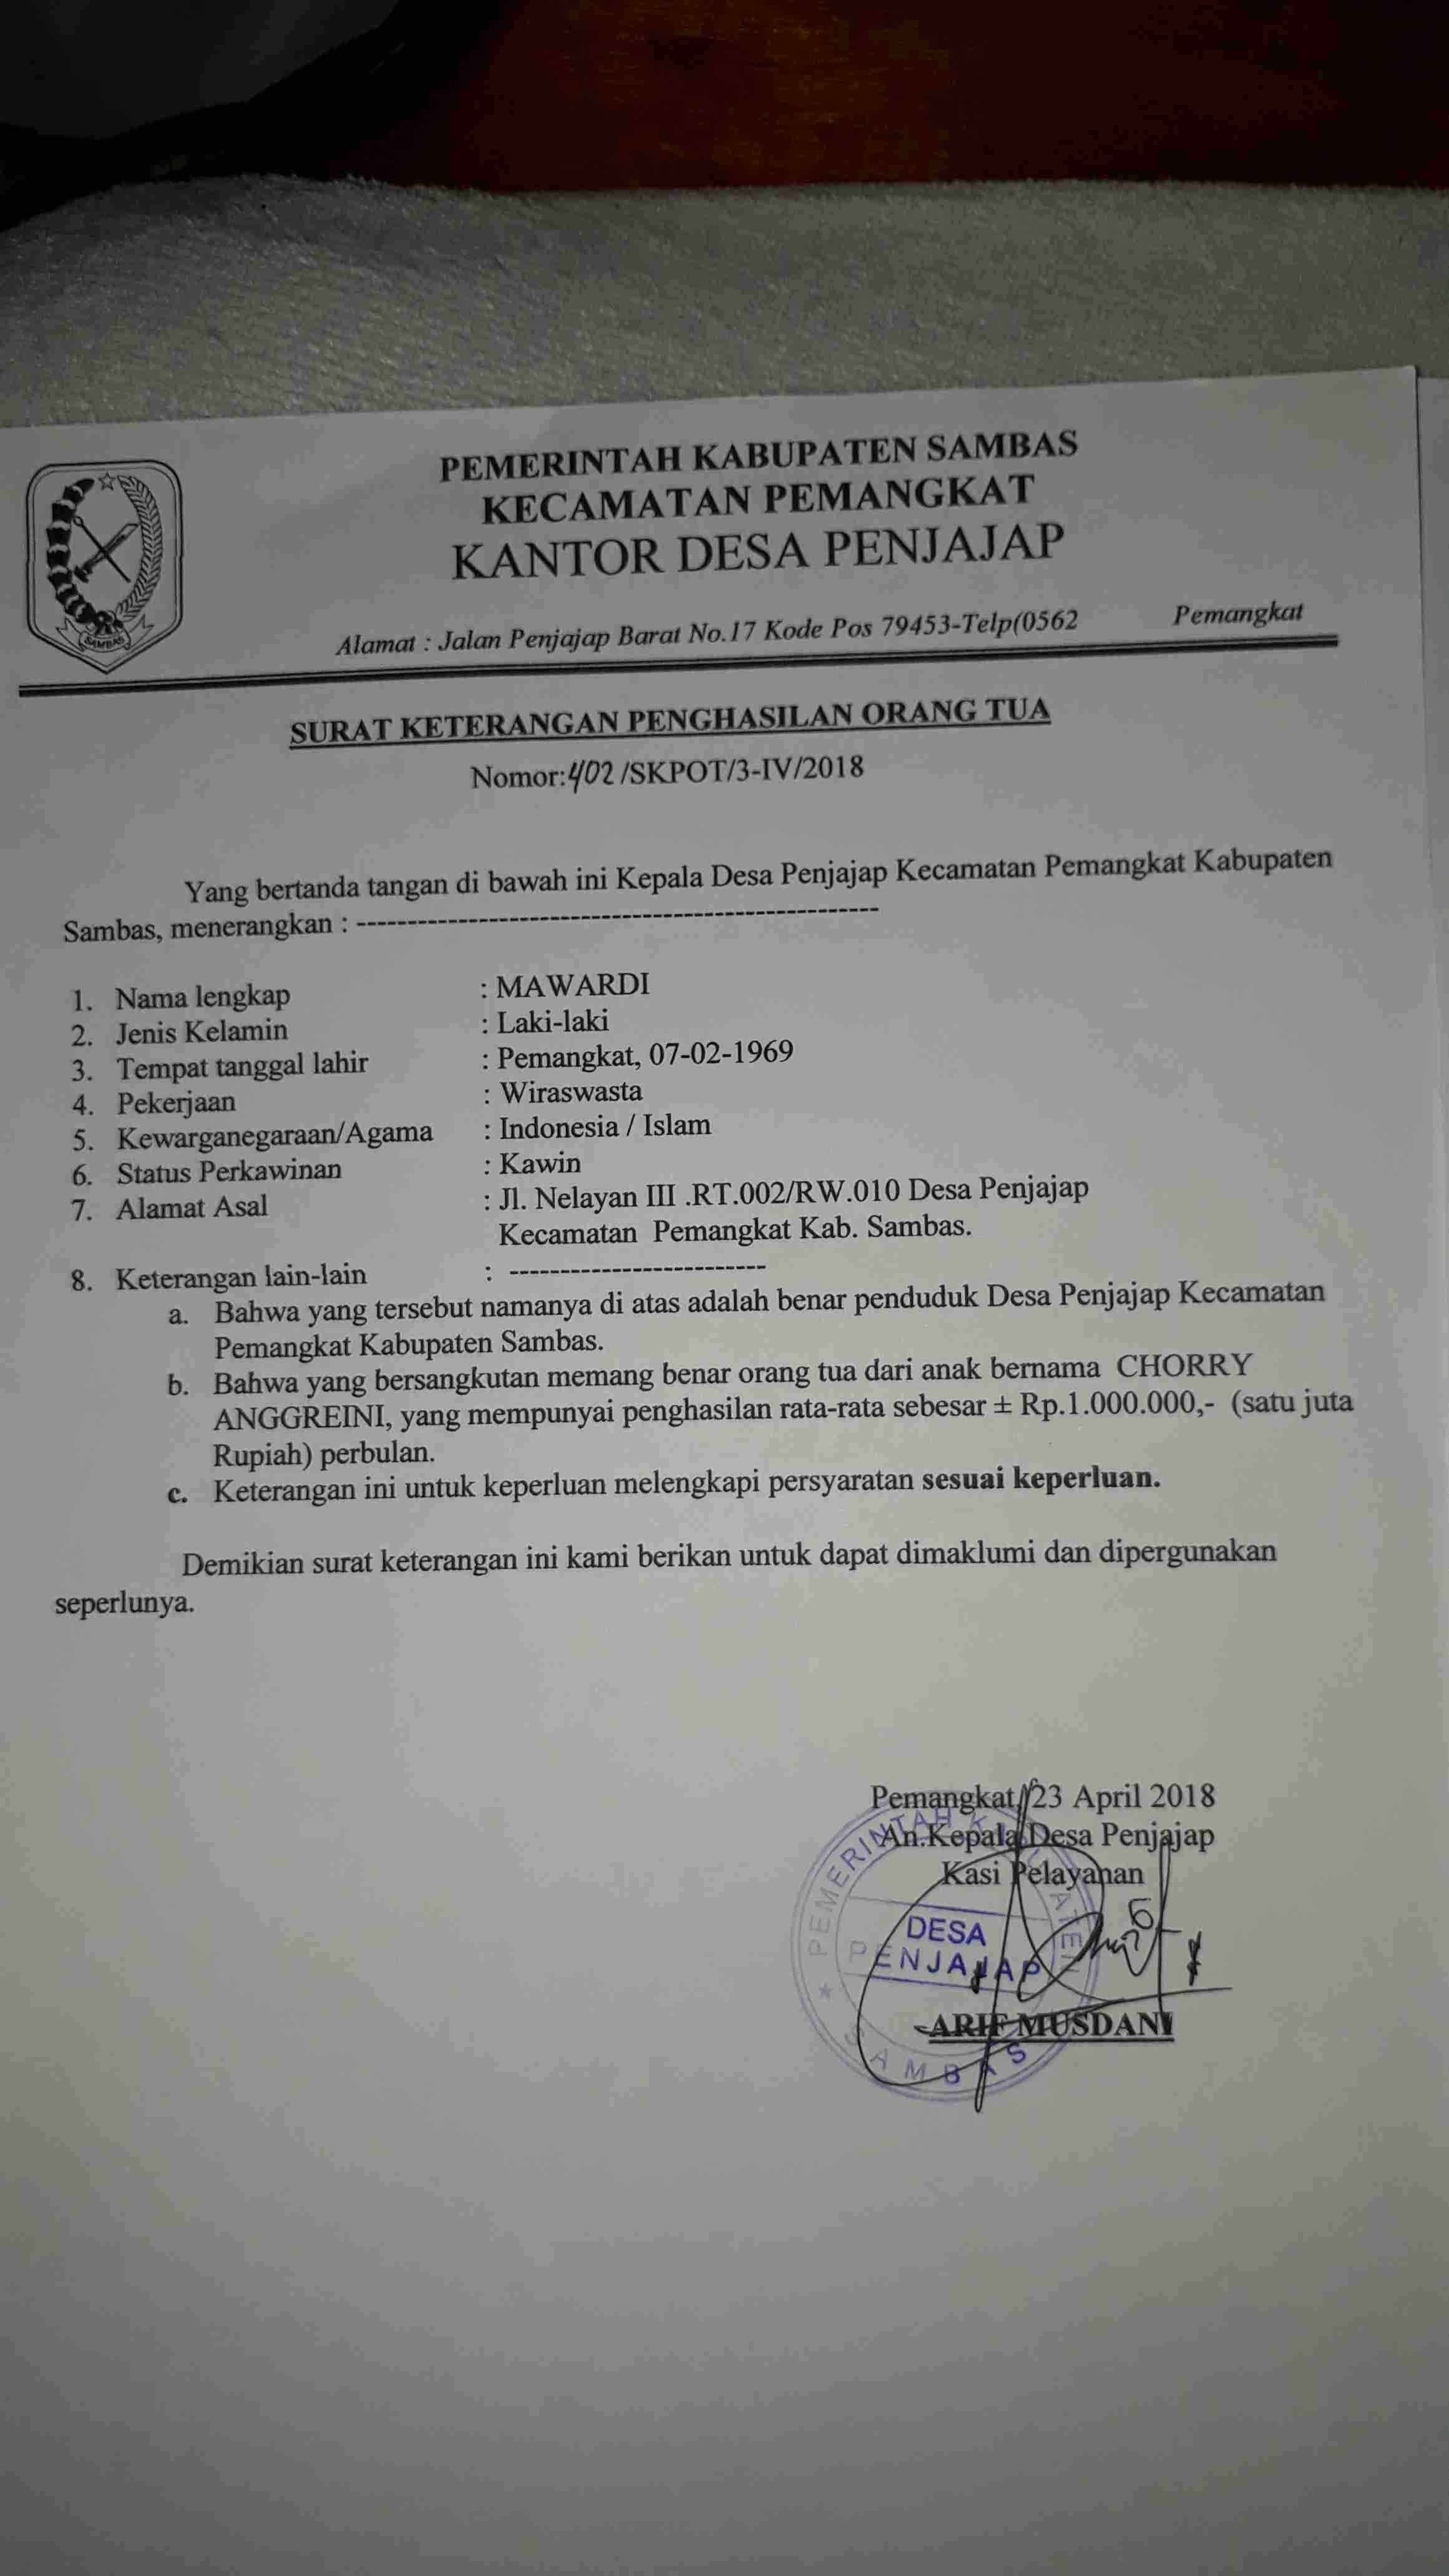 PEMERINTAH KABUPATEN SAMBAS
KECAMATAN PEMANGKAT
KANTOR DESA PENJAJAP
Alamat : Jalan Penjajap Barat No.17 Kode Pos 79453-Telp(0562 Pemangkat
SAMBAS
SURAT KETERANGAN PENGHASILAN ORANG TUA
Nomor:402/SKPOT/3-IV/2018
Yang bertanda tangan di bawah ini Kepala Desa Penjajap Kecamatan Pemangkat Kabupaten
Sambas, menerangkan : ---------------------------------------------------
1. Nama lengkap : MAWARDI
2. Jenis Kelamin : Laki-laki
3. Tempat tanggal lahir : Pemangkat, 07-02-1969
4. Pekerjaan : Wiraswasta
5. Kewarganegaraan/Agama : Indonesia / Islam
6. Status Perkawinan : Kawin
7. Alamat Asal : Jl. Nelayan III .RT.002/RW.010 Desa Penjajap
Kecamatan Pemangkat Kab. Sambas.
8. Keterangan lain-lain : -------------------------
a. Bahwa yang tersebut namanya di atas adalah benar penduduk Desa Penjajap Kecamatan
Pemangkat Kabupaten Sambas.
b. Bahwa yang bersangkutan memang benar orang tua dari anak bernama CHORRY
ANGGREINI, yang mempunyai penghasilan rata-rata sebesar ± Rp.1.000.000,- (satu juta
Rupiah) perbulan.
c. Keterangan ini untuk keperluan melengkapi persyaratan sesuai keperluan.
Demikian surat keterangan ini kami berikan untuk dapat dimaklumi dan dipergunakan
seperlunya.
Pemangkat, 23 April 2018
An.Kepala Desa Penjajap
Kasi Pelayanan
PEMERINTAH KABUPATEN
DESA
PENJAJAP
ARIF MUSDANI
SAMBAS